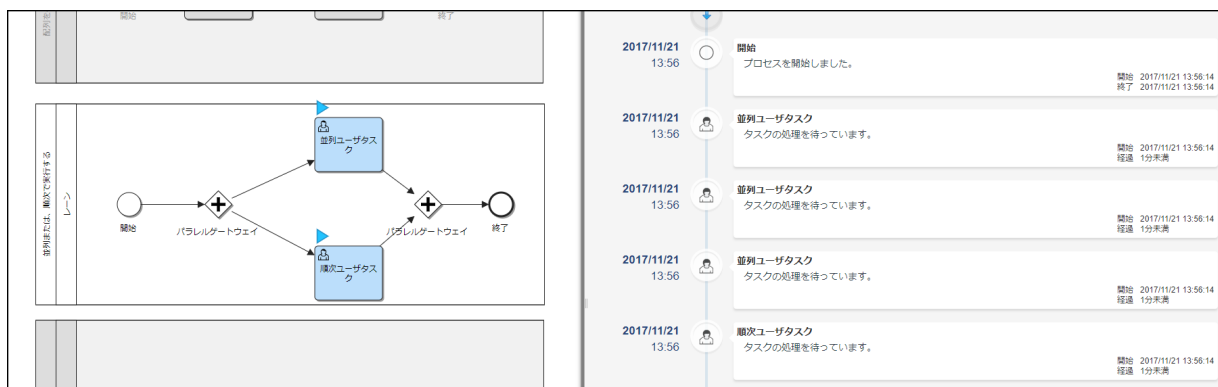 配列を
開始
終了
並列または、順次で実行する
レーン
開始
パラレルゲートウェイ
並列ユーザタス
ク
順次ユーザタス
ク
パラレルゲートウェイ
終了
2017/11/21
13:56
開始
プロセスを開始しました。
開始 2017/11/21 13:56:14
終了 2017/11/21 13:56:14
2017/11/21
13:56
並列ユーザタスク
タスクの処理を待っています。
開始 2017/11/21 13:56:14
経過 1分未満
2017/11/21
13:56
並列ユーザタスク
タスクの処理を待っています。
開始 2017/11/21 13:56:14
経過 1分未満
2017/11/21
13:56
並列ユーザタスク
タスクの処理を待っています。
開始 2017/11/21 13:56:14
経過 1分未満
2017/11/21
13:56
順次ユーザタスク
タスクの処理を待っています。
開始 2017/11/21 13:56:14
経過 1分未満